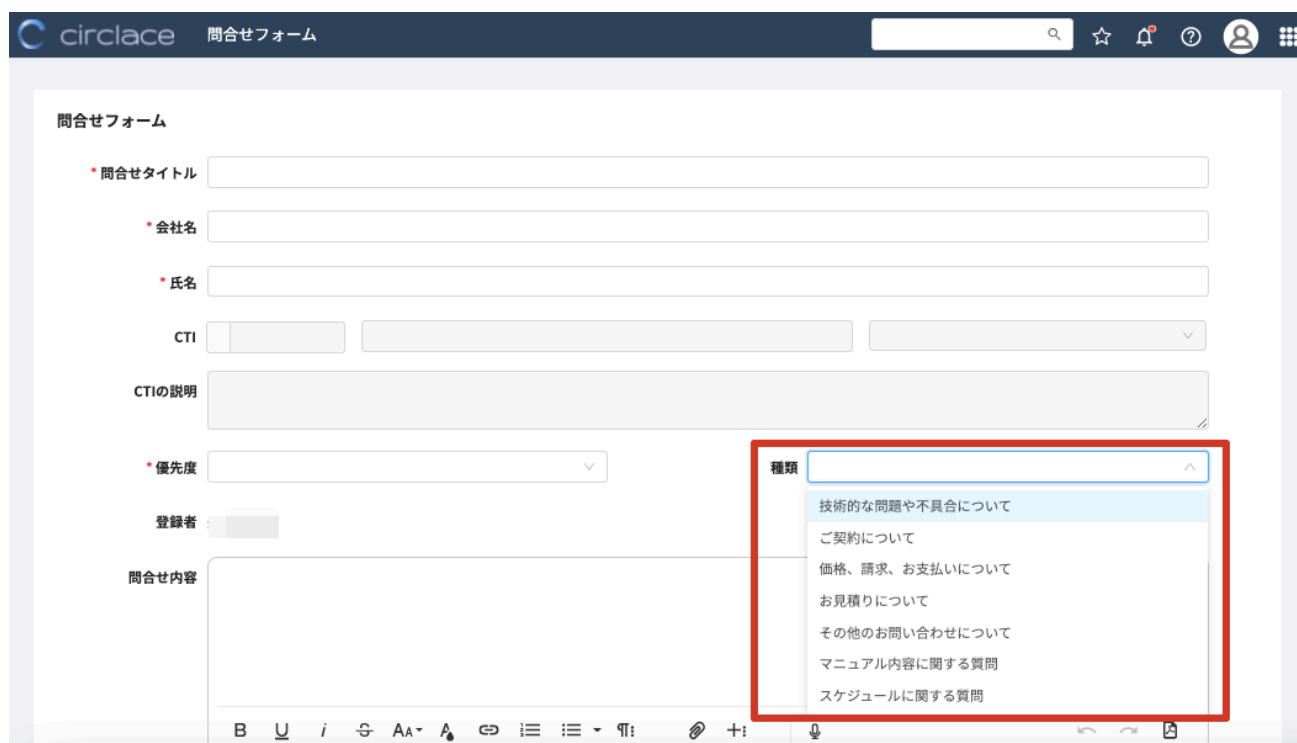 circlace 問合せフォーム
問合せフォーム
*問合せタイトル
*会社名
*氏名
CTI
CTIの説明
*優先度
種類
技術的な問題や不具合について
ご契約について
価格、請求、お支払いについて
お見積りについて
その他のお問い合わせについて
マニュアル内容に関する質問
スケジュールに関する質問
登録者
問合せ内容